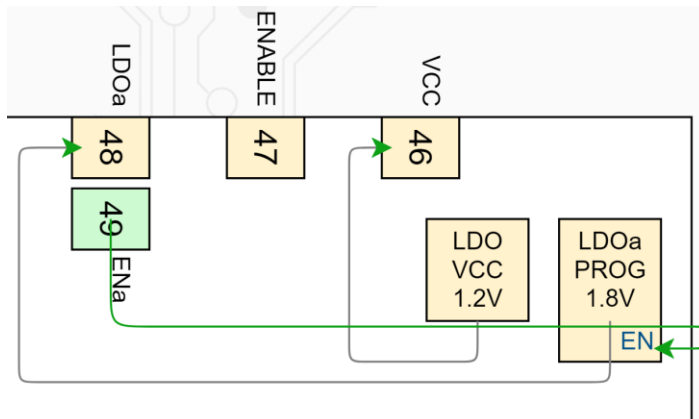 LDOa
ENABLE
VCC
48
47
46
49
ENa
LDO
VCC
1.2V
LDOa
PROG
1.8V
EN